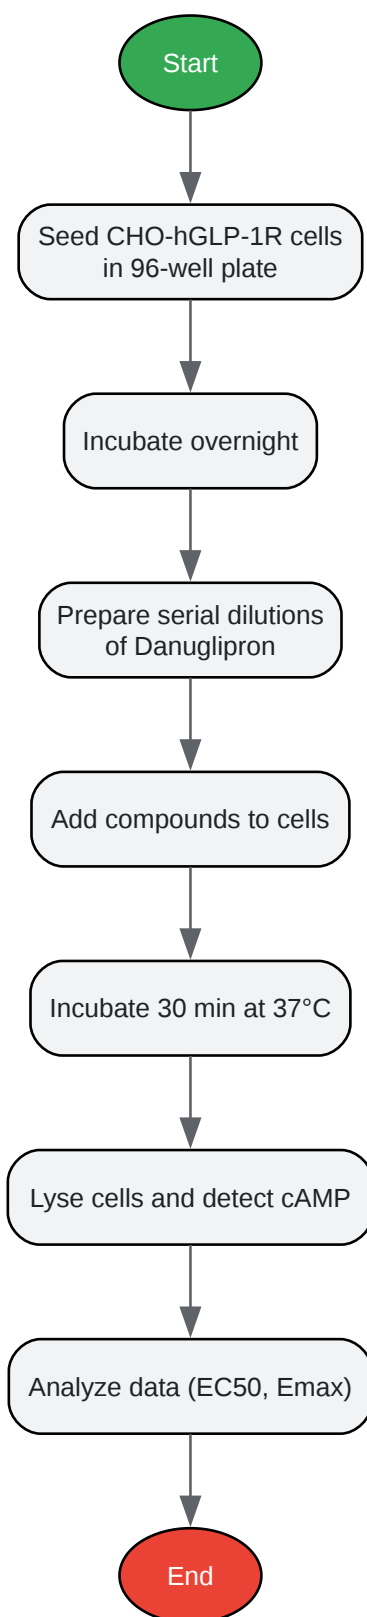 Start
Seed CHO-hGLP-1R cells
in 96-well plate
Incubate overnight
Prepare serial dilutions
of Danuglipron
Add compounds to cells
Incubate 30 min at 37°C
Lyse cells and detect cAMP
Analyze data (EC50, Emax)
End